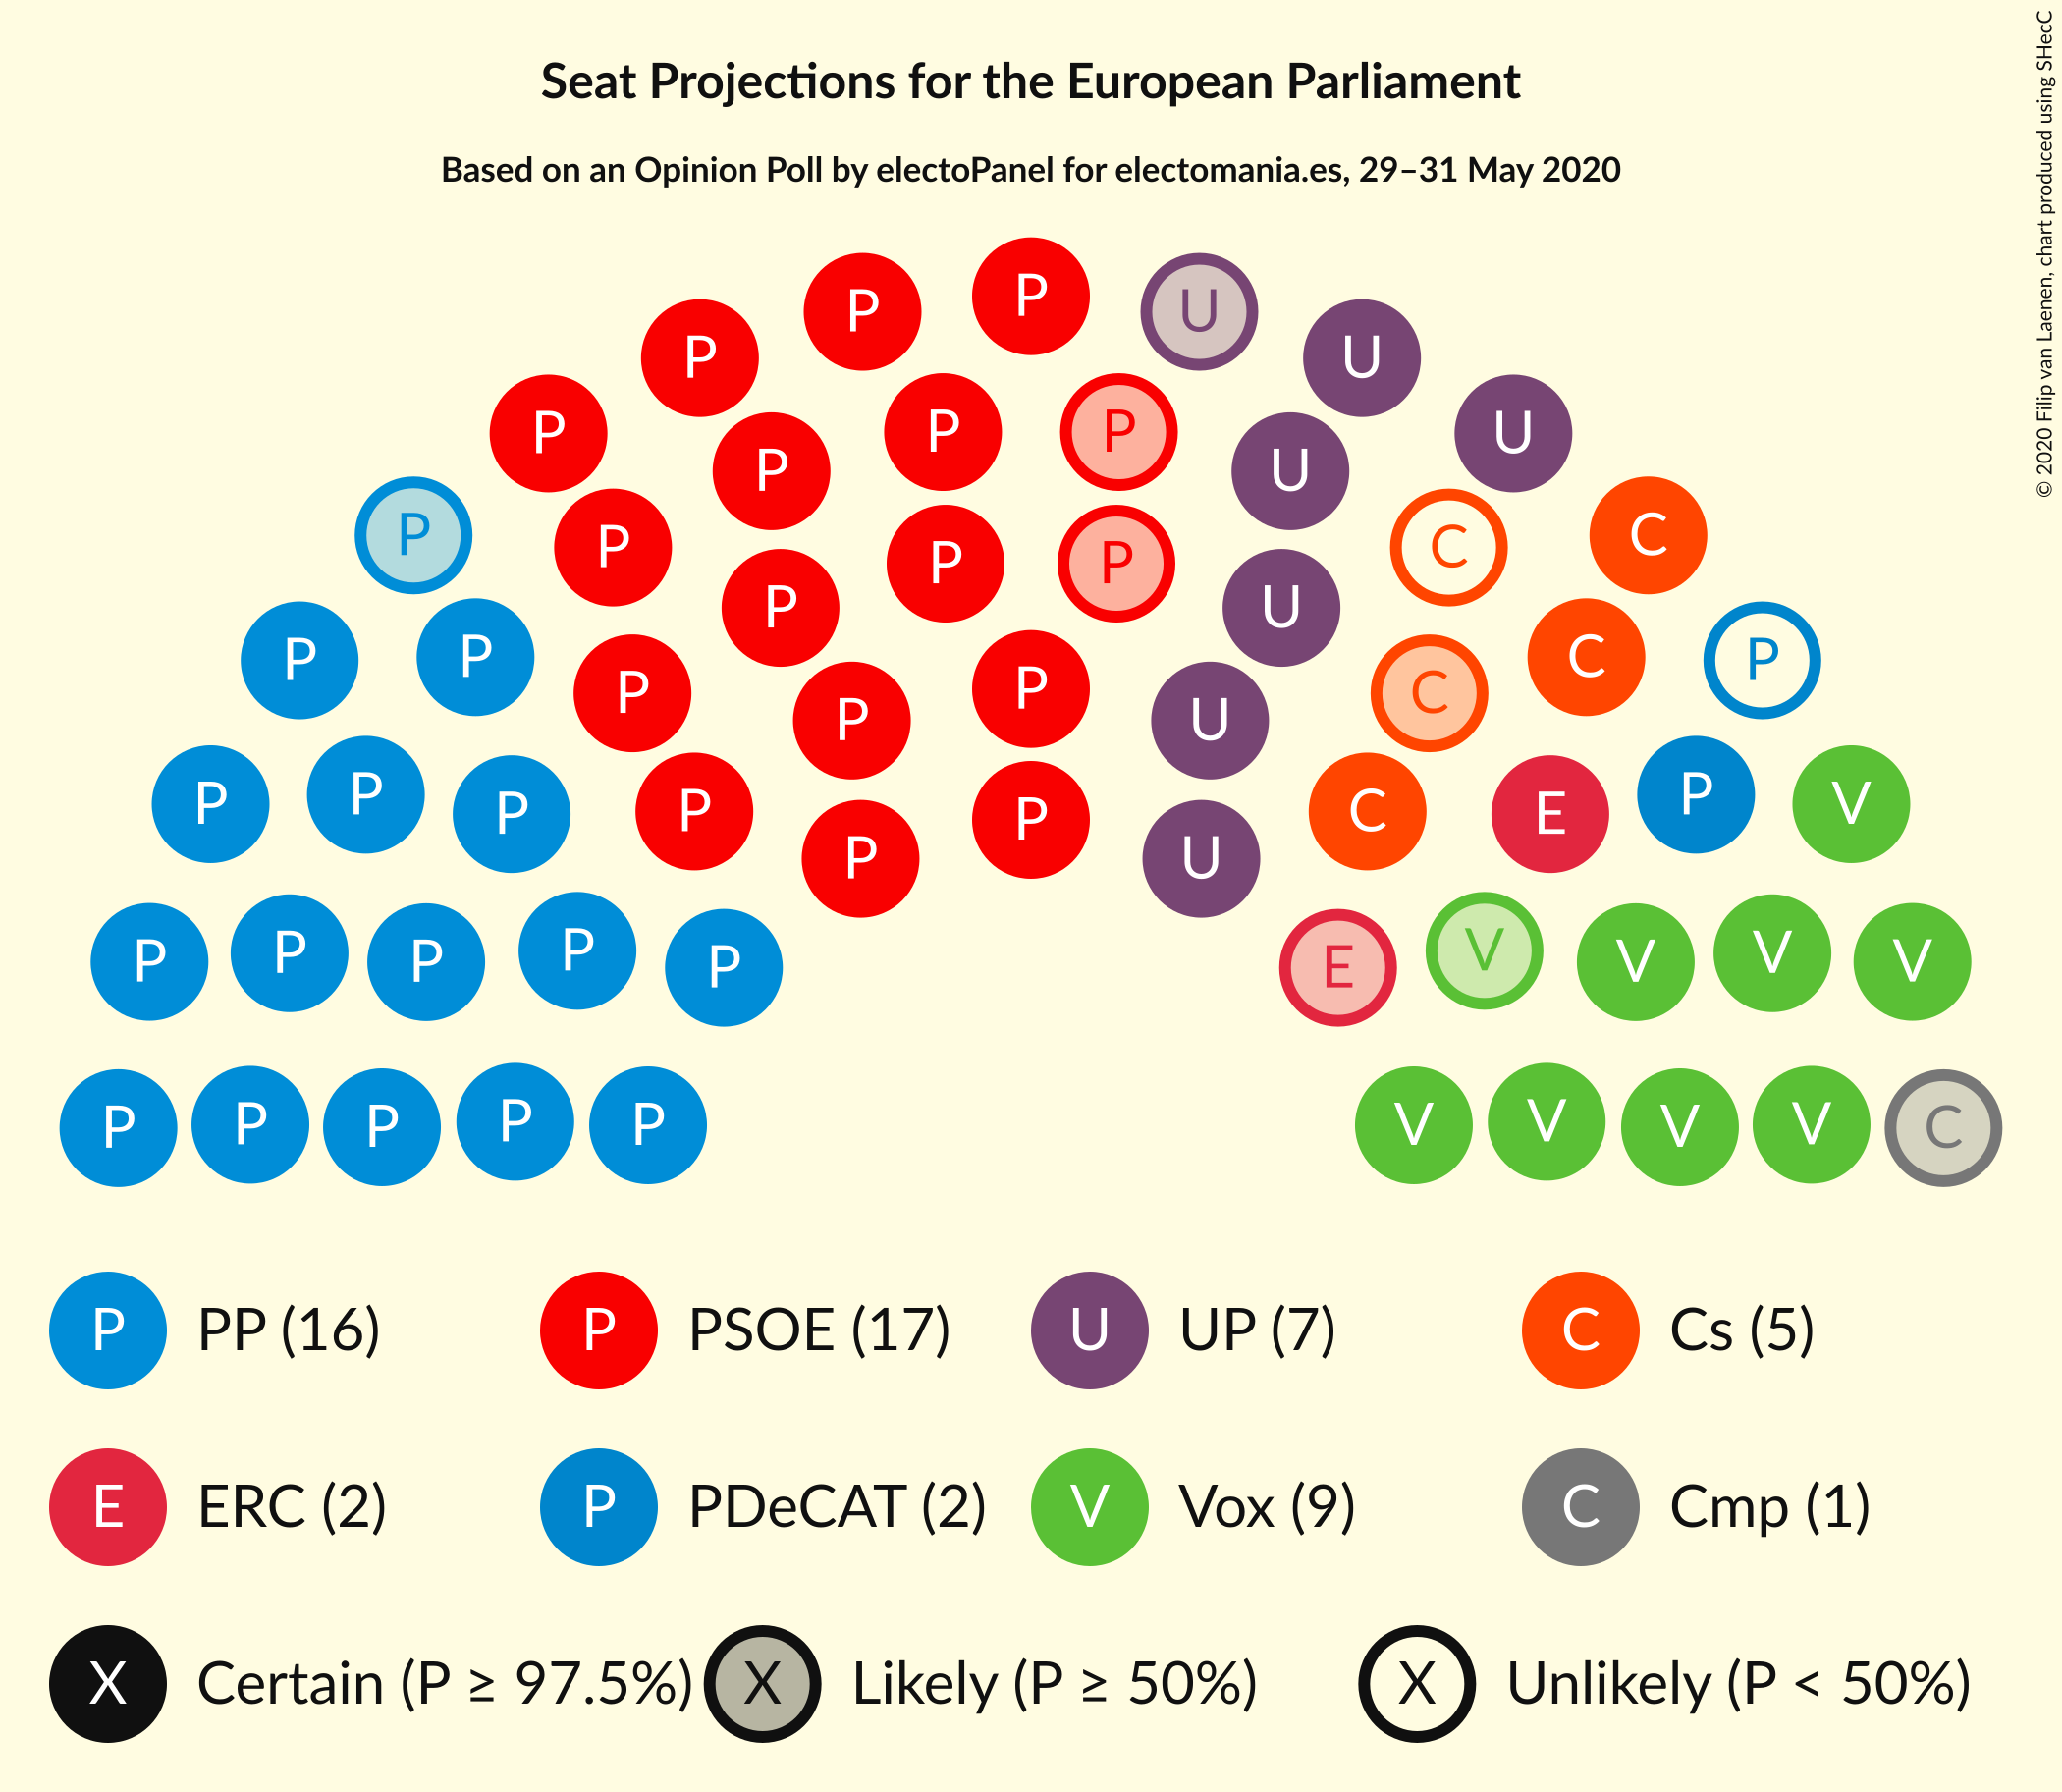 Seat Projections for the European Parliament
Based on an Opinion Poll by electoPanel for electomania.es, 29–31 May 2020
© 2020 Filip van Laenen, chart produced using SHecC
P
P P U
P U
P P P U
P P
P P P U
P C C
P P
P P P C
P P
P P U
P P V
P P P C E
P P
P U
P P P P P E V V V V
P P P P P V V V V C
P PP (16) P PSOE (17) U UP (7) C Cs (5)
E ERC (2) P PDeCAT (2) V Vox (9) C Cmp (1)
X Certain (P ≥ 97.5%) X Likely (P ≥ 50%) X Unlikely (P < 50%)